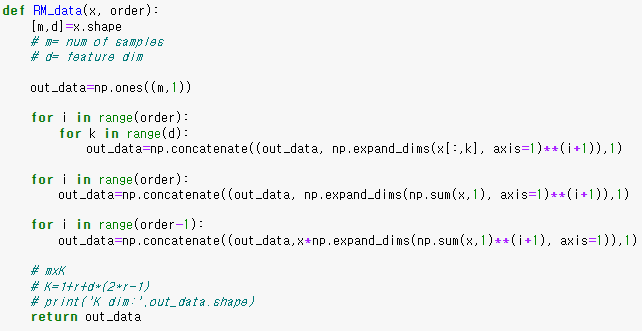 def RM_data(x, order):
    [m,d]=x.shape
    # m= num of samples
    # d= feature dim
    out_data=np.ones((m,1))
    for i in range(order):
        for k in range(d):
            out_data=np.concatenate((out_data, np.expand_dims(x[:,k], axis=1)**(i+1)),1)
    for i in range(order):
        out_data=np.concatenate((out_data, np.expand_dims(np.sum(x,1), axis=1)**(i+1)),1)
    for i in range(order-1):
        out_data=np.concatenate((out_data,x*np.expand_dims(np.sum(x,1)**(i+1), axis=1)),1)
    # mxK
    # K=1+r+d*(2*r-1)
    # print('K dim:',out_data.shape)
    return out_data